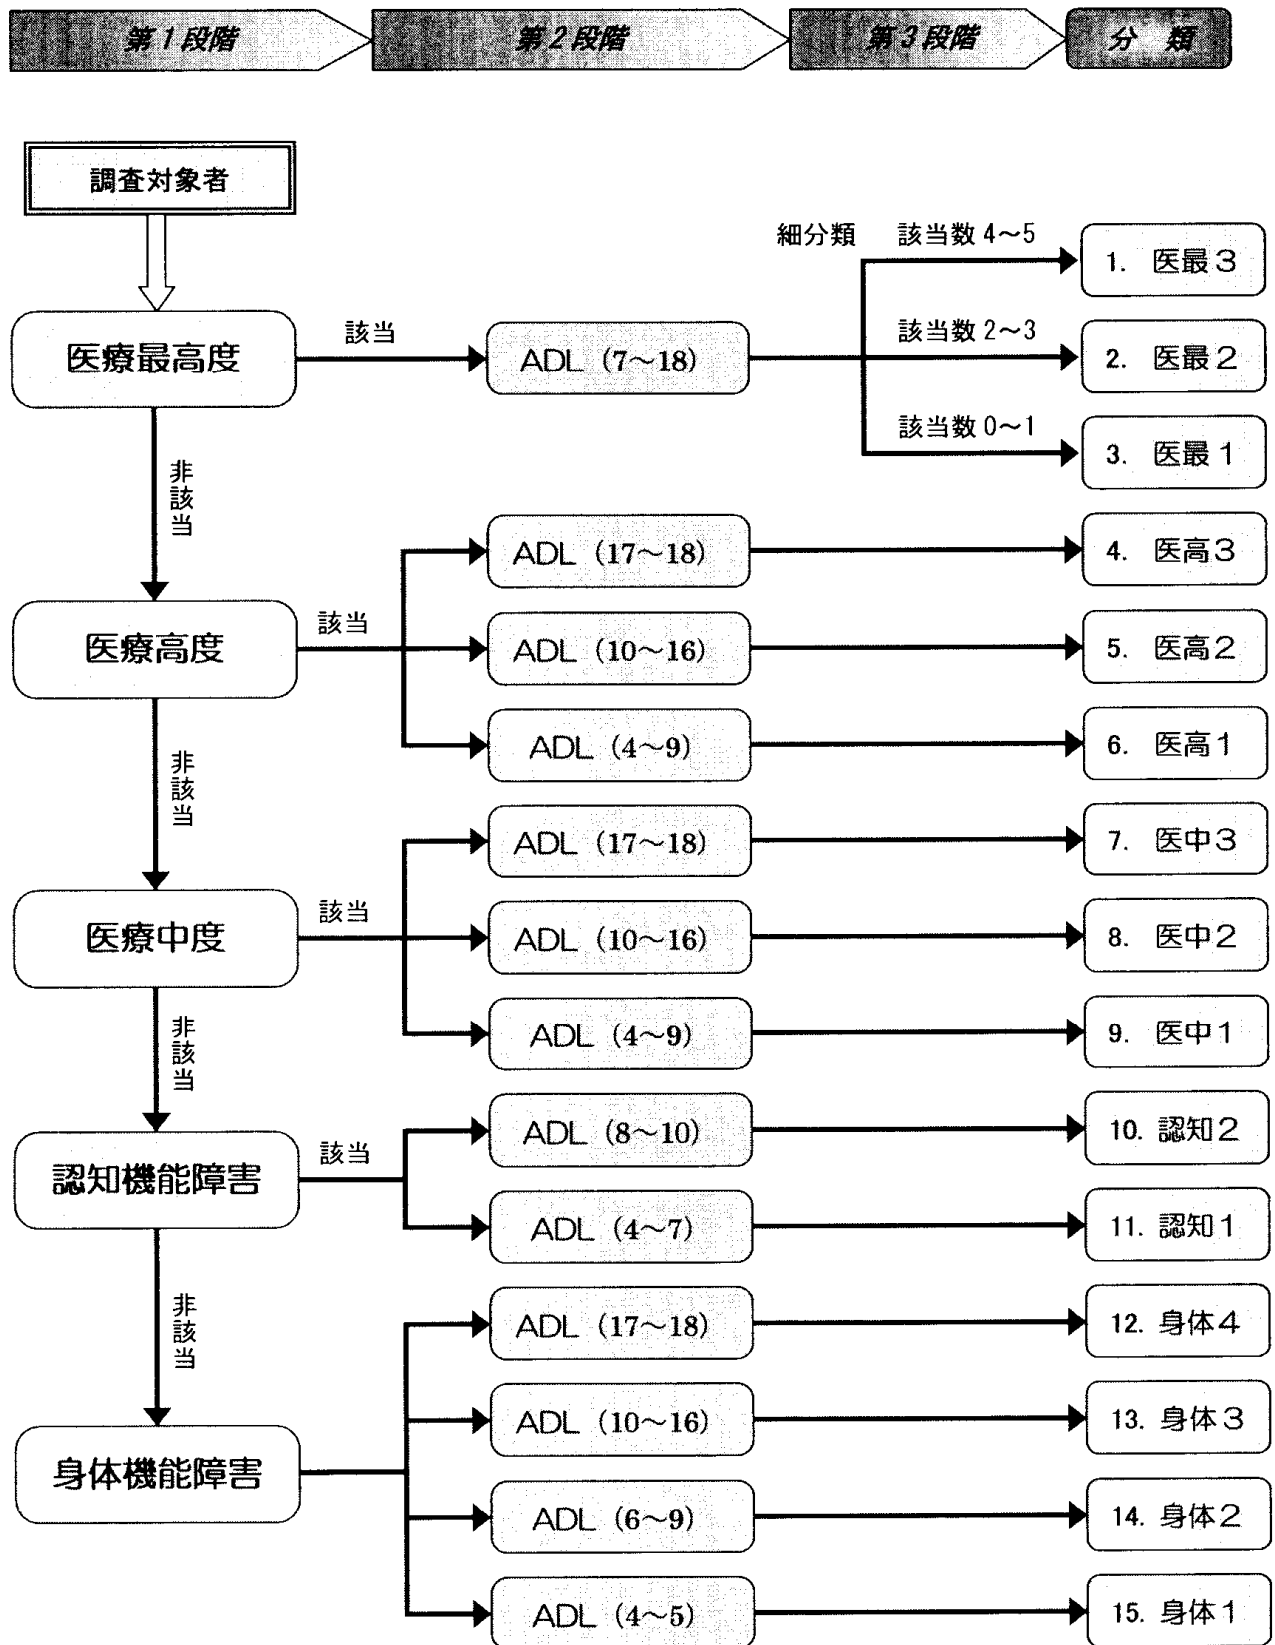 第1段階
第2段階
第3段階
分 類
調査対象者
細分類
該当数 4～5
1. 医最3
医療最高度
該当
ADL (7～18)
該当数 2～3
2. 医最2
該当数 0～1
3. 医最1
非該当
ADL (17～18)
4. 医高3
医療高度
該当
ADL (10～16)
5. 医高2
ADL (4～9)
6. 医高1
非該当
ADL (17～18)
7. 医中3
医療中度
該当
ADL (10～16)
8. 医中2
ADL (4～9)
9. 医中1
非該当
ADL (8～10)
10. 認知2
認知機能障害
該当
ADL (4～7)
11. 認知1
非該当
ADL (17～18)
12. 身体4
ADL (10～16)
13. 身体3
身体機能障害
ADL (6～9)
14. 身体2
ADL (4～5)
15. 身体1